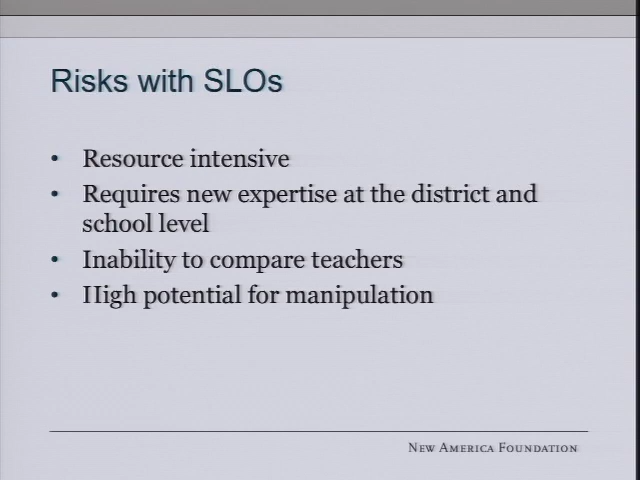 Risks with SLOs
• Resource intensive
• Requires new expertise at the district and
school level
• Inability to compare teachers
• High potential for manipulation
NEW AMERICA FOUNDATION